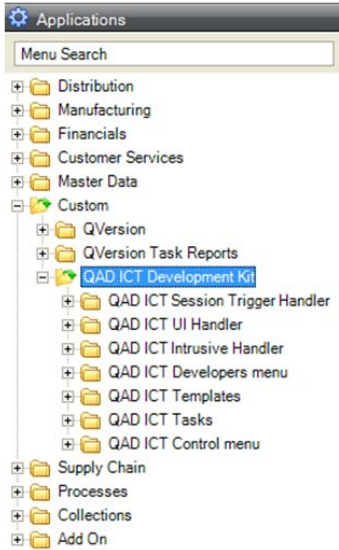 Applications
Menu Search
Distribution
Manufacturing
Financials
Customer Services
Master Data
Custom
QVersion
QVersion Task Reports
QAD ICT Development Kit
QAD ICT Session Trigger Handler
QAD ICT UI Handler
QAD ICT Intrusive Handler
QAD ICT Developers menu
QAD ICT Templates
QAD ICT Tasks
QAD ICT Control menu
Supply Chain
Processes
Collections
Add On